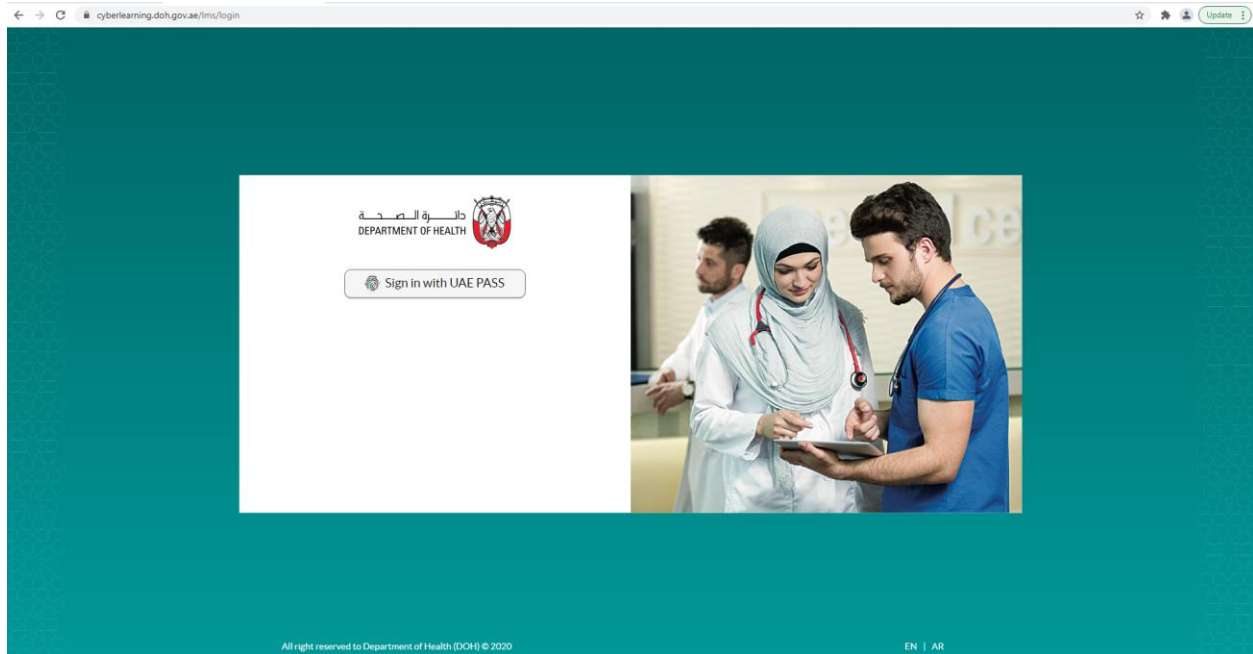 cyberlearning.doh.gov.ae/lms/login
Update
دائـــــرة الـــصـــحـــة
DEPARTMENT OF HEALTH
Sign in with UAE PASS
All right reserved to Department of Health (DOH) © 2020
EN | AR